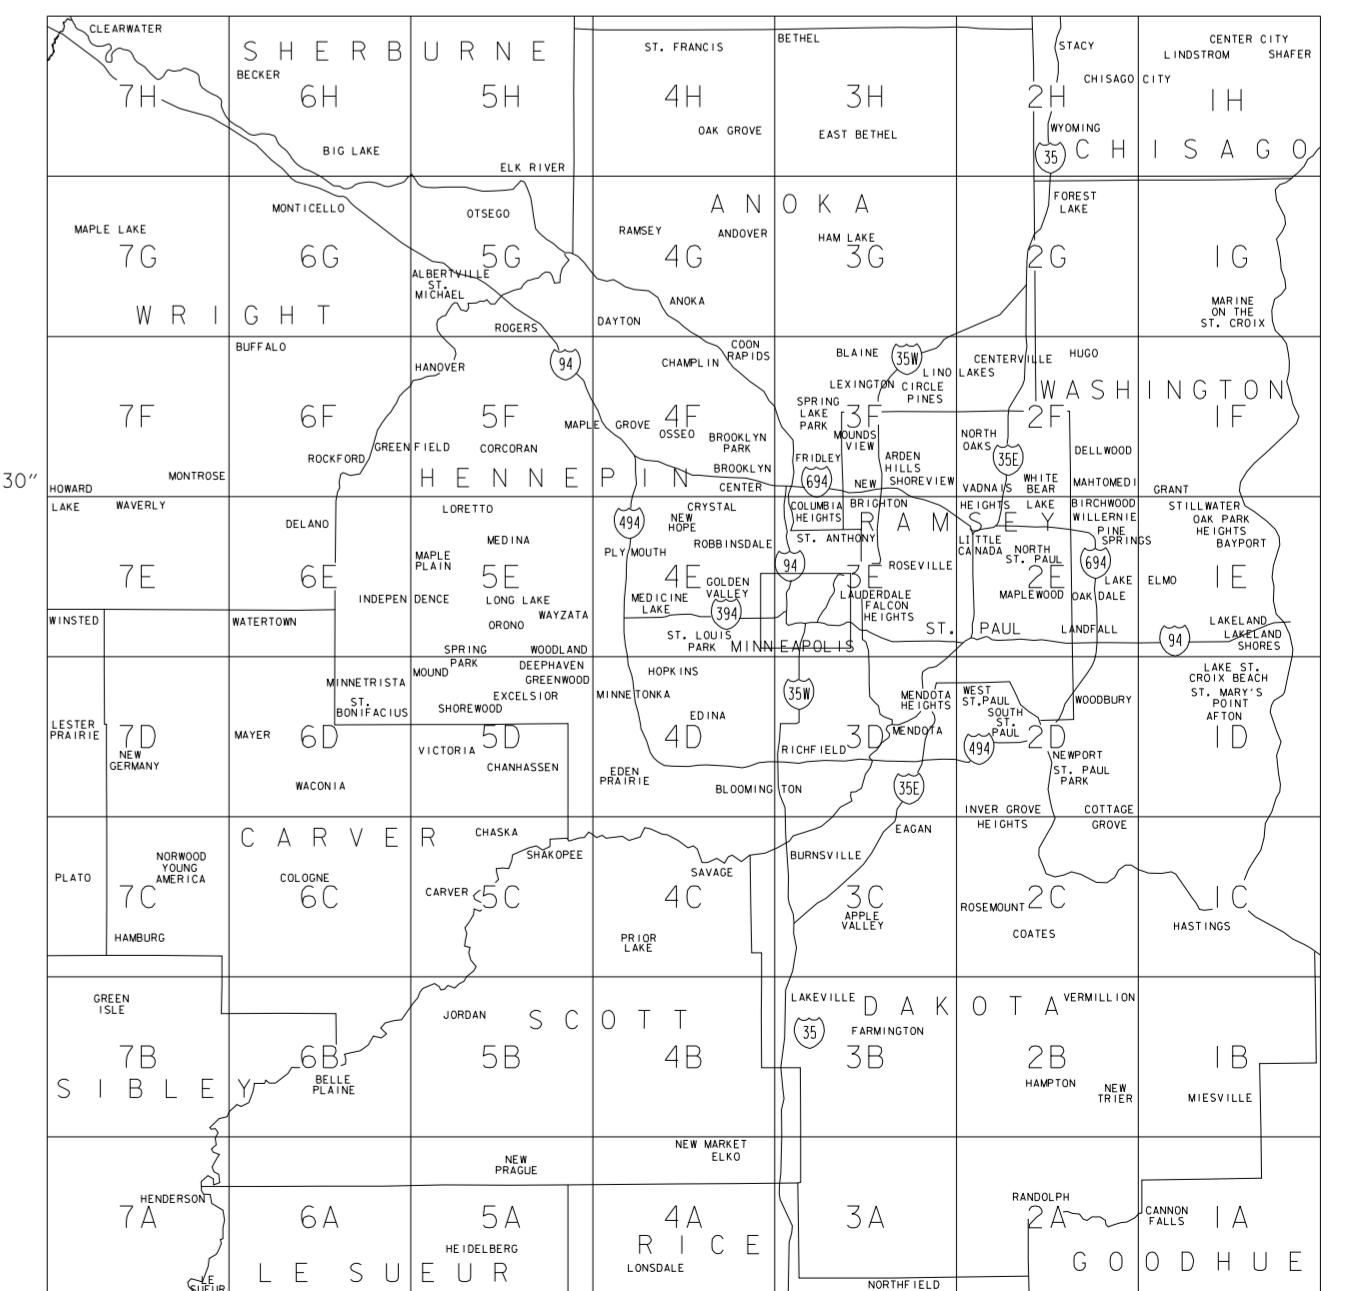 CLEARWATER
SHERBURNE
BECKER
ST. FRANCIS
BETHEL
STACY
CENTER CITY
LINDSTROM
SHAFER
CHISAGO CITY
7H
6H
5H
4H
3H
2H
1H
BIG LAKE
ELK RIVER
OAK GROVE
EAST BETHEL
WYOMING
35
CHISAGO
MAPLE LAKE
MONTICELLO
OTSEGO
ANOKA
RAMSEY
ANDOVER
HAM LAKE
FOREST
LAKE
7G
6G
5G
4G
3G
2G
1G
ALBERTVILLE
ST.
MICHAEL
WRIGHT
ROGERS
DAYTON
ANOKA
MARINE
ON THE
ST. CROIX
BUFFALO
HANOVER
94
CHAMPLIN
COON
RAPIDS
BLAINE
35W
LINO LAKES
CENTERVILLE
HUGO
LEXINGTON
CIRCLE
PINES
WASHINGTON
SPRING
LAKE
PARK
7F
6F
5F
4F
3F
2F
1F
MAPLE GROVE
OSSEO
BROOKLYN
PARK
MOUNDS
VIEW
NORTH
OAKS
35E
DELLWOOD
ROCKFORD
GREENFIELD
CORCORAN
HENNEPIN
FRIDLEY
ARDEN
HILLS
SHOREVIEW
30"
HOWARD
LAKE
MONTROSE
WAVERLY
BROOKLYN
CENTER
694
NEW
BRIGHTON
VADNAIS
HEIGHTS
WHITE
BEAR
LAKE
MAHTOMEDI
GRANT
BIRCHWOOD
WILLERNIE
PINE
SPRINGS
STILLWATER
OAK PARK
HEIGHTS
BAYPORT
DELANO
LORETTO
MEDINA
494
CRYSTAL
NEW
HOPE
ROBBINSDALE
COLUMBIA
HEIGHTS
ST. ANTHONY
RAMSEY
LITTLE
CANADA
NORTH
ST. PAUL
694
MAPLE
PLAIN
PLYMOUTH
94
ROSEVILLE
7E
6E
5E
4E
3E
2E
1E
GOLDEN
VALLEY
MEDICINE
LAKE
394
LAUDERDALE
FALCON
HEIGHTS
MAPLEWOOD
OAKDALE
LAKE ELMO
INDEPENDENCE
LONG LAKE
ORONO
WAYZATA
WINSTED
WATERTOWN
ST. LOUIS
PARK
MINNEAPOLIS
ST. PAUL
LANDFALL
94
LAKELAND
LAKELAND
SHORES
SPRING
PARK
WOODLAND
DEEPHAVEN
GREENWOOD
MOUND
MINNETRISTA
EXCELSIOR
ST.
BONIFACIUS
SHOREWOOD
MINNETONKA
HOPKINS
EDINA
35W
MENDOTA
HEIGHTS
WEST
ST.PAUL
SOUTH
ST.
PAUL
WOODBURY
LAKE ST.
CROIX BEACH
ST. MARY'S
POINT
AFTON
LESTER
PRAIRIE
7D
6D
5D
4D
3D
2D
1D
NEW
GERMANY
MAYER
VICTORIA
CHANHASSEN
WACONIA
EDEN
PRAIRIE
RICHFIELD
MENDOTA
494
NEWPORT
ST. PAUL
PARK
BLOOMINGTON
35E
INVER GROVE
HEIGHTS
COTTAGE
GROVE
CARVER
CHASKA
SHAKOPEE
SAVAGE
BURNSVILLE
EAGAN
PLATO
NORWOOD
YOUNG
AMERICA
COLOGNE
CARVER
7C
6C
5C
4C
3C
2C
1C
APPLE
VALLEY
ROSEMOUNT
COATES
HASTINGS
HAMBURG
PRIOR
LAKE
GREEN
ISLE
JORDAN
SCOTT
LAKEVILLE
DAKOTA
VERMILLION
35
FARMINGTON
7B
6B
5B
4B
3B
2B
1B
SIBLEY
BELLE
PLAINE
HAMPTON
NEW
TRIER
MIESVILLE
NEW
PRAGUE
NEW MARKET
ELKO
HENDERSON
7A
6A
5A
4A
3A
2A
1A
RANDOLPH
CANNON
FALLS
HEIDELBERG
RICE
LONSDALE
LE SUEUR
GOODHUE
LE
SUEUR
NORTHFIELD